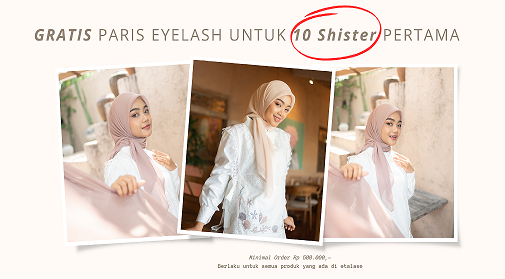 GRATIS PARIS EYELASH UNTUK 10 Shister PERTAMA
Minimal Order Rp 500.000,-
Berlaku untuk semua produk yang ada di etalase